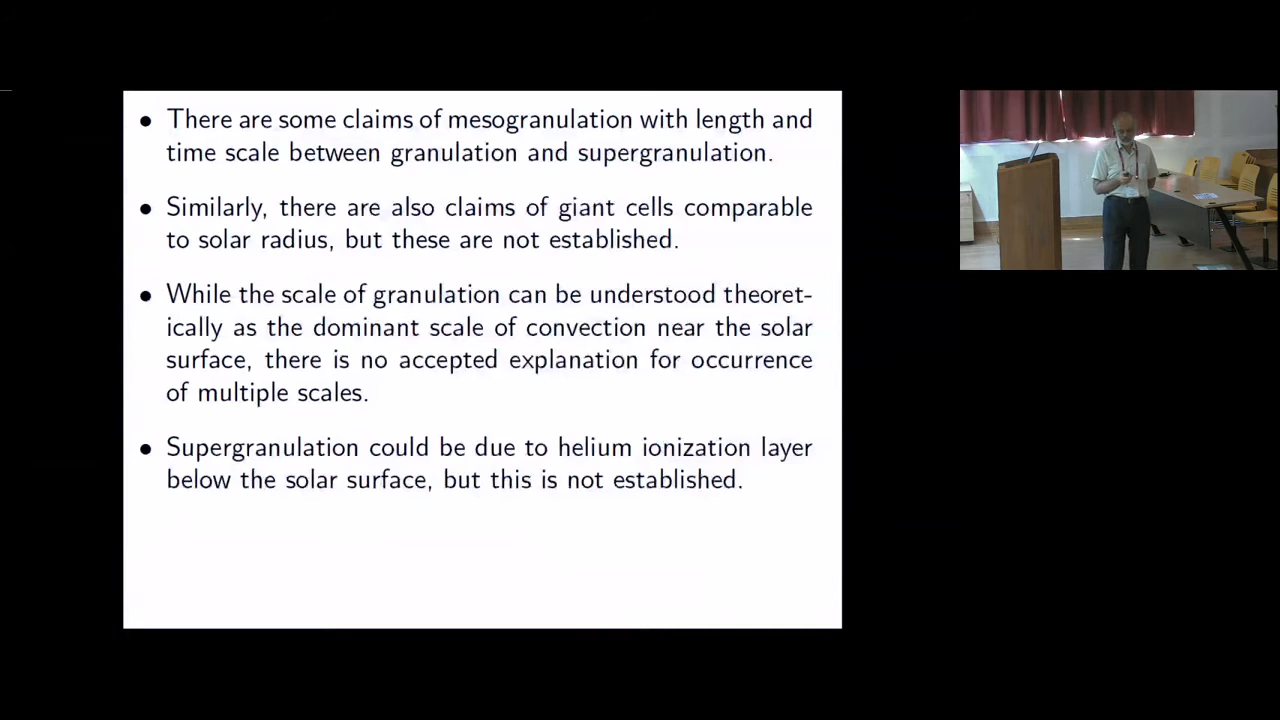 • There are some claims of mesogranulation with length and
time scale between granulation and supergranulation.
• Similarly, there are also claims of giant cells comparable
to solar radius, but these are not established.
• While the scale of granulation can be understood theoret-
ically as the dominant scale of convection near the solar
surface, there is no accepted explanation for occurrence
of multiple scales.
• Supergranulation could be due to helium ionization layer
below the solar surface, but this is not established.